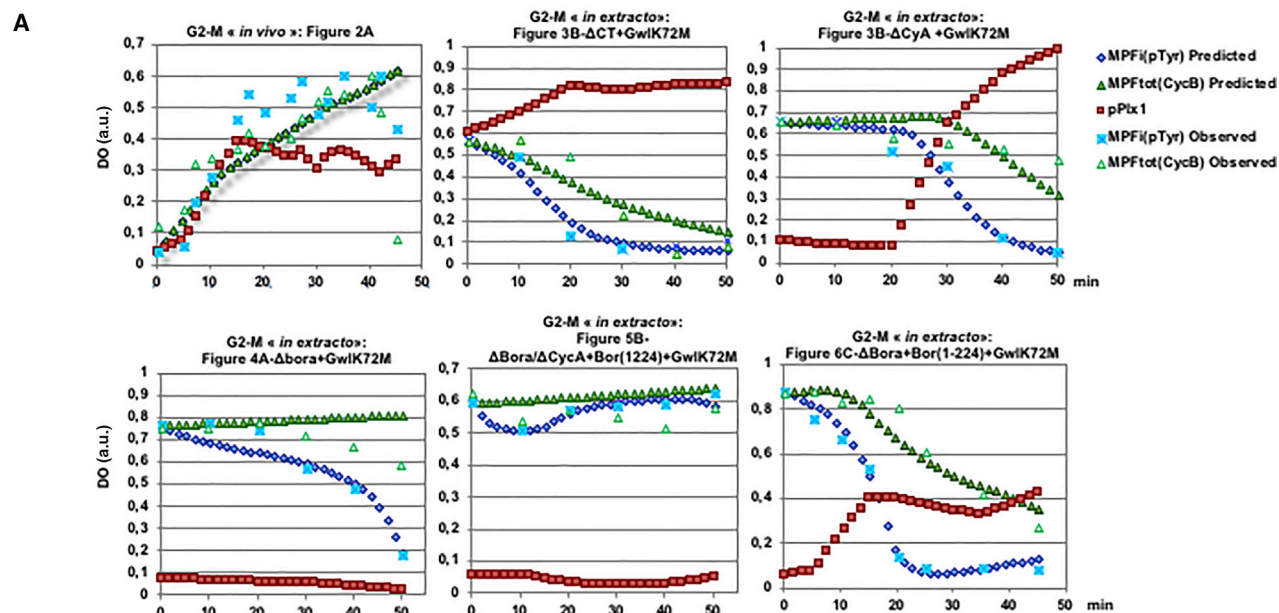 A
G2-M « in vivo »: Figure 2A
G2-M « in extracto»:
Figure 3B-ΔCT+GwlK72M
G2-M « in extracto»:
Figure 3B-ΔCyA +GwlK72M
DO (a.u.)
0,7
0,6
0,5
0,4
0,3
0,2
0,1
0
0 10 20 30 40 50
1
0,9
0,8
0,7
0,6
0,5
0,4
0,3
0,2
0,1
0
0 10 20 30 40 50
1
0,9
0,8
0,7
0,6
0,5
0,4
0,3
0,2
0,1
0
0 10 20 30 40 50 min
MPFi(pTyr) Predicted
MPFtot(CycB) Predicted
pPlx1
MPFi(pTyr) Observed
MPFtot(CycB) Observed
G2-M « in extracto»:
Figure 4A-Δbora+GwlK72M
G2-M « in extracto»:
Figure 5B-
ΔBora/ΔCycA+Bor(1224)+GwlK72M
G2-M « in extracto»:
Figure 6C-ΔBora+Bor(1-224)+GwlK72M
DO (a.u.)
1
0,9
0,8
0,7
0,6
0,5
0,4
0,3
0,2
0,1
0
0 10 20 30 40 50
0,7
0,6
0,5
0,4
0,3
0,2
0,1
0
0 10 20 30 40 50
1
0,8
0,6
0,4
0,2
0
0 10 20 30 40 50 min